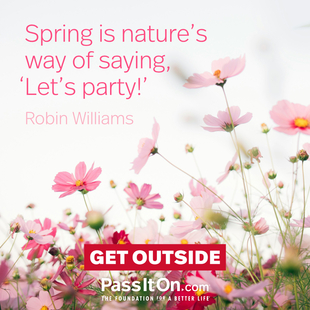 Spring is nature's
way of saying,
‘Let's party!’
Robin Williams
GET OUTSIDE
PassItOn.com
THE FOUNDATION FOR A BETTER LIFE